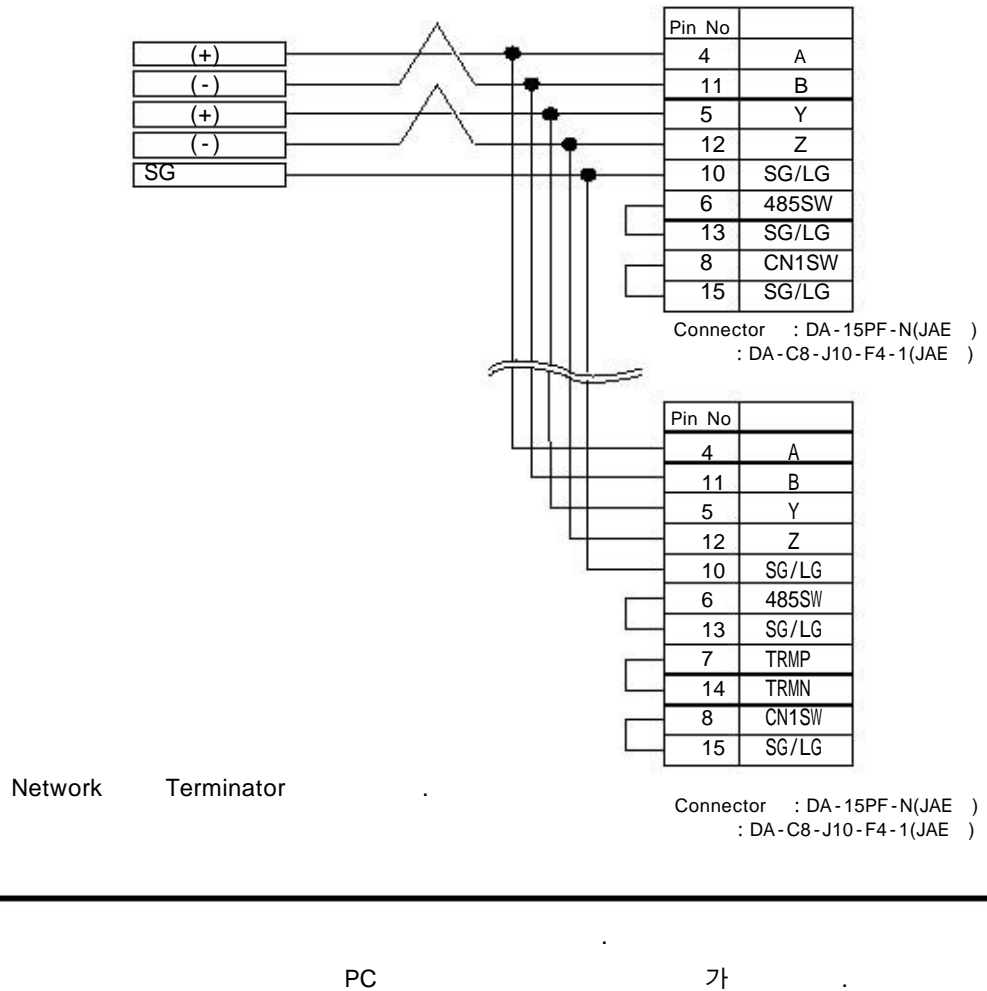 Pin No
(+) 4 A
(-) 11 B
(+) 5 Y
(-) 12 Z
SG 10 SG/LG
6 485SW
13 SG/LG
8 CN1SW
15 SG/LG
Connector : DA-15PF-N(JAE )
: DA-C8-J10-F4-1(JAE )
Pin No
4 A
11 B
5 Y
12 Z
10 SG/LG
6 485SW
13 SG/LG
7 TRMP
14 TRMN
8 CN1SW
15 SG/LG
Network Terminator .
Connector : DA-15PF-N(JAE )
: DA-C8-J10-F4-1(JAE )
.
PC 가 .